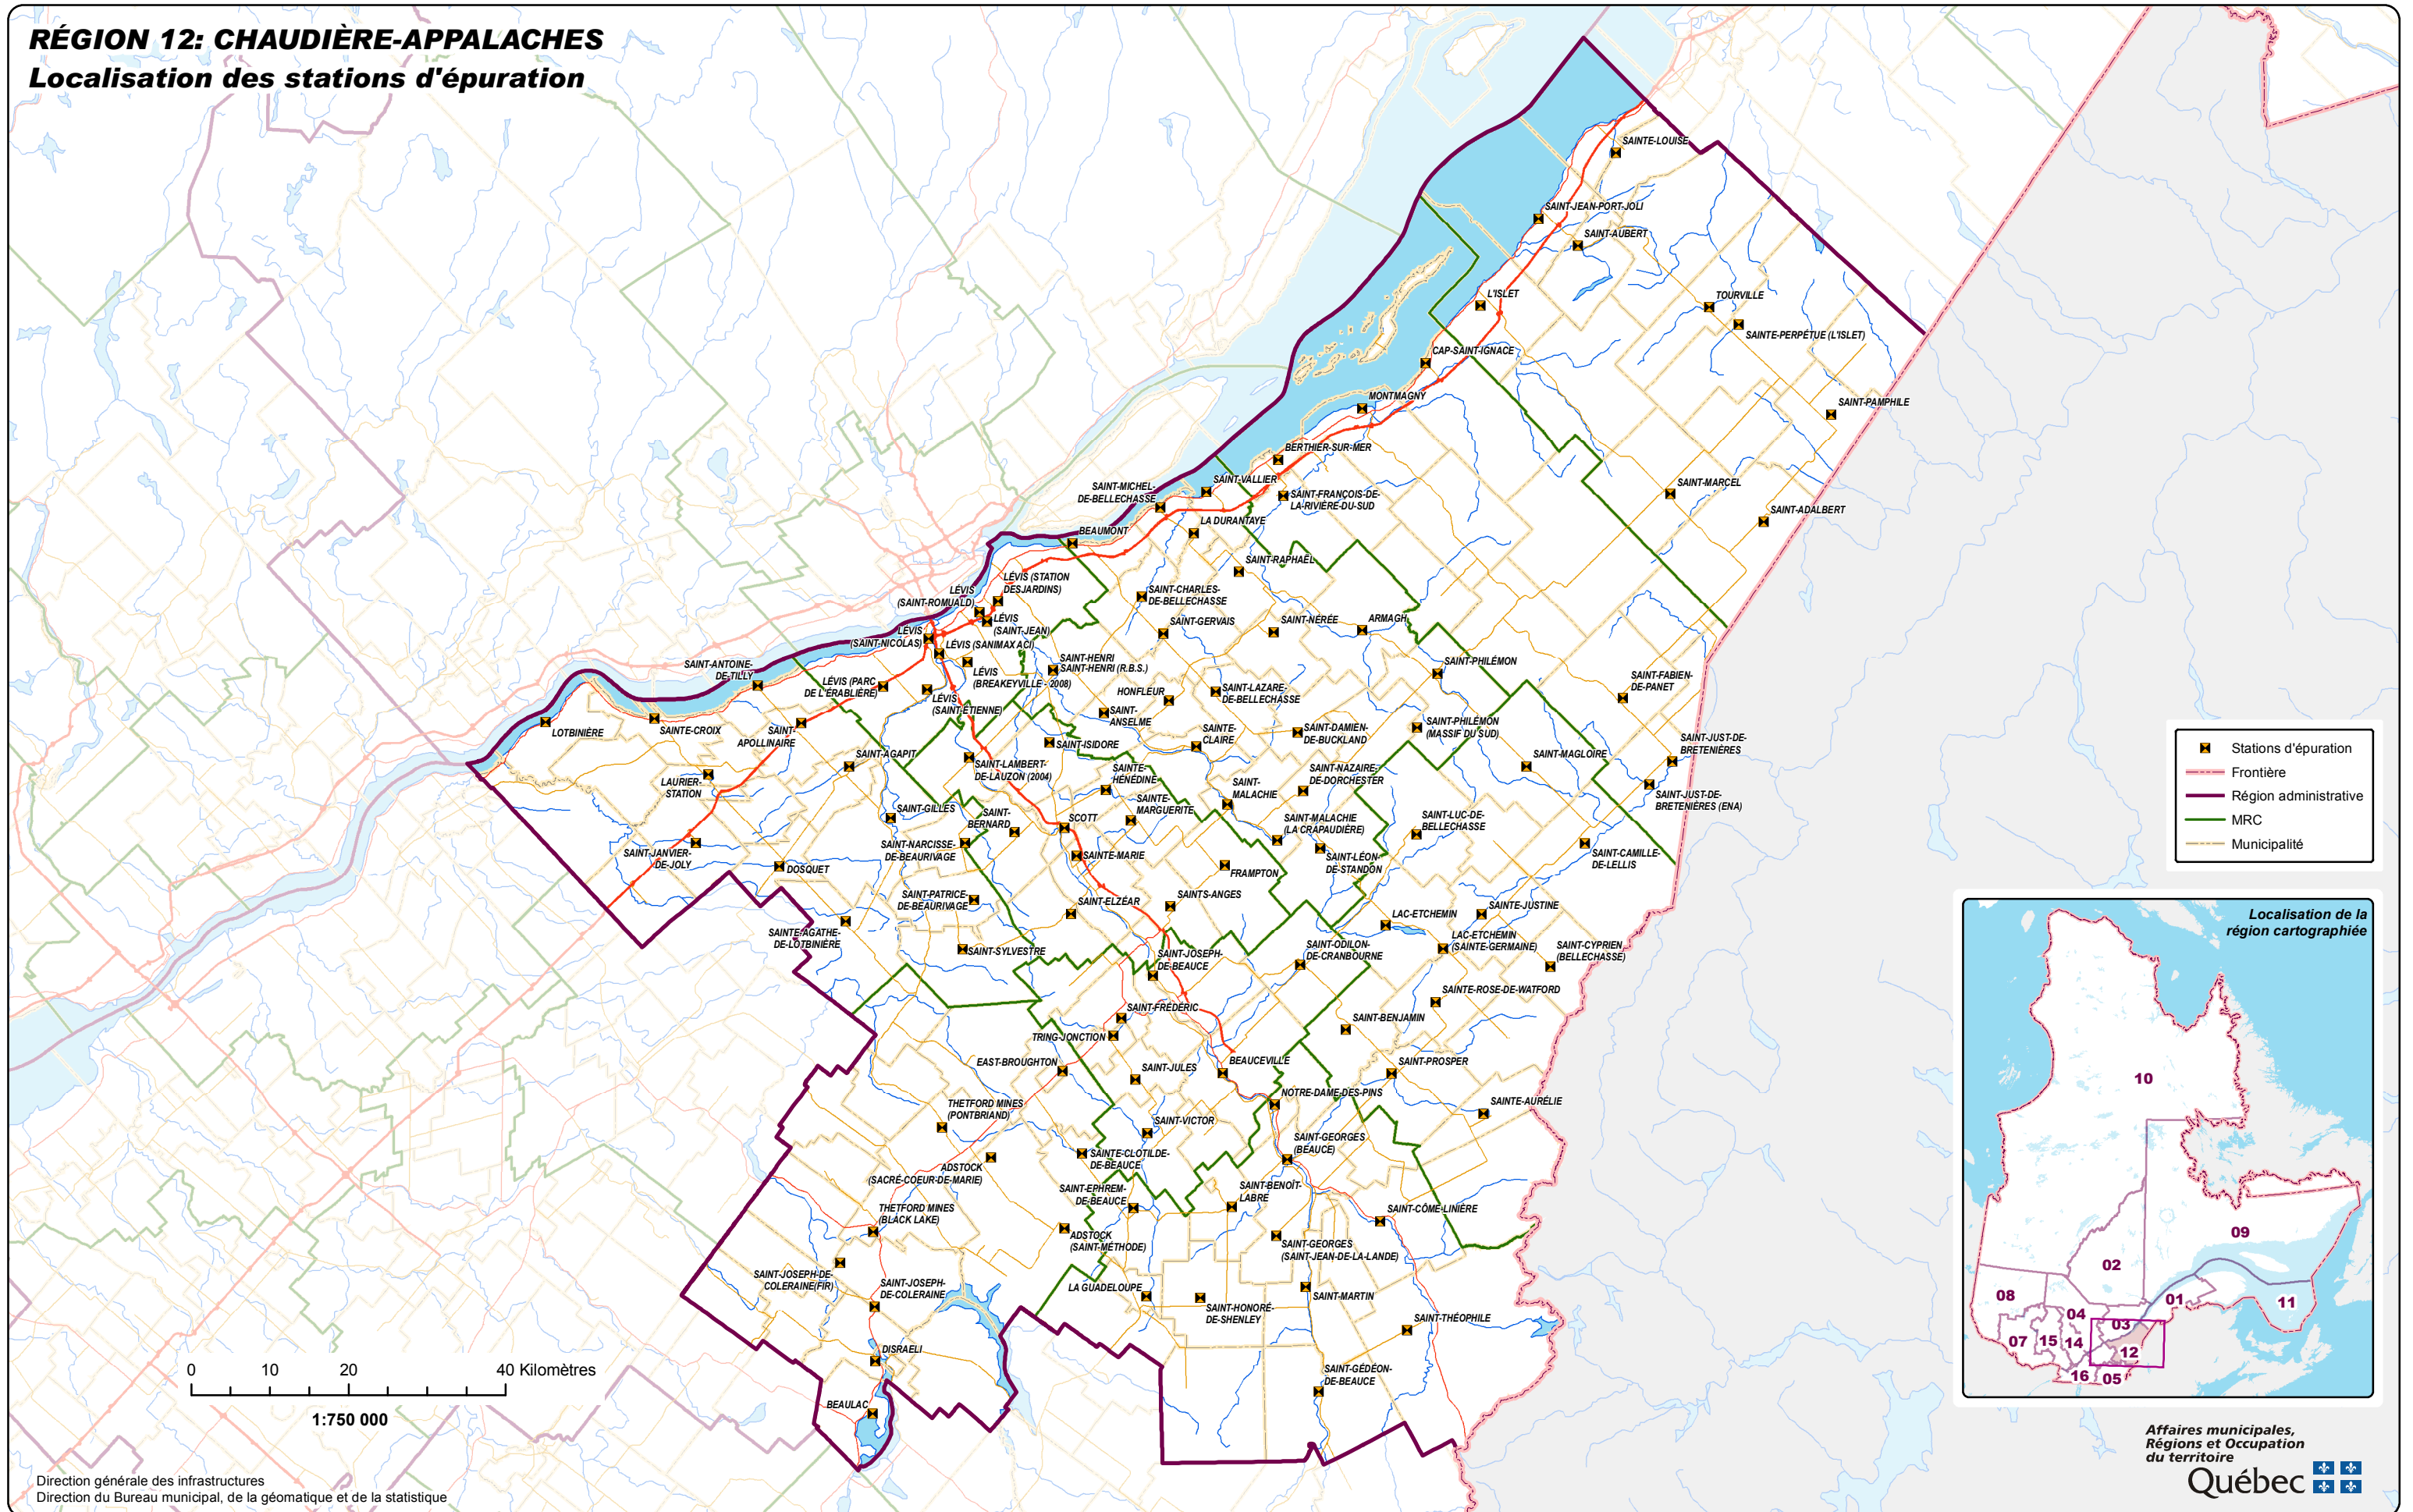 RÉGION 12: CHAUDIÈRE-APPALACHES
Localisation des stations d'épuration
SAINTE-LOUISE
SAINT-JEAN-PORT-JOLI
SAINT-AUBERT
L'ISLET
TOURVILLE
SAINTE-PERPÉTUE (L'ISLET)
CAP-SAINT-IGNACE
MONTMAGNY
SAINT-PAMPHILE
BERTHIER-SUR-MER
SAINT-VALLIER
SAINT-MICHEL-
DE-BELLECHASSE
SAINT-FRANÇOIS-DE-
LA-RIVIÈRE-DU-SUD
SAINT-MARCEL
SAINT-ADALBERT
LA DURANTAYE
BEAUMONT
SAINT-RAPHAËL
LÉVIS (STATION
DESJARDINS)
LÉVIS
(SAINT-ROMUALD)
SAINT-CHARLES-
DE-BELLECHASSE
LÉVIS
(SAINT-JEAN)
SAINT-GERVAIS
SAINT-NÉRÉE
ARMAGH
LÉVIS
(SAINT-NICOLAS)
LÉVIS (SANIMAX ACI)
LÉVIS
(BREAKEYVILLE - 2008)
SAINT-HENRI
SAINT-HENRI (R.B.S.)
SAINT-PHILÉMON
SAINT-ANTOINE-
DE-TILLY
LÉVIS (PARC
DE L'ÉRABLIÈRE)
LÉVIS
(SAINT-ÉTIENNE)
HONFLEUR
SAINT-LAZARE-
DE-BELLECHASSE
SAINT-FABIEN-
DE-PANET
SAINT-
ANSELME
LOTBINIÈRE
SAINTE-CROIX
SAINT-
APOLLINAIRE
SAINTE-
CLAIRE
SAINT-DAMIEN-
DE-BUCKLAND
SAINT-PHILÉMON
(MASSIF DU SUD)
SAINT-ISIDORE
SAINT-MAGLOIRE
SAINT-JUST-DE-
BRETENIÈRES
SAINT-AGAPIT
SAINT-LAMBERT-
DE-LAUZON (2004)
SAINTE-
HÉNÉDINE
SAINT-NAZAIRE-
DE-DORCHESTER
LAURIER-
STATION
SAINT-
MALACHIE
SAINT-JUST-DE-
BRETENIÈRES (ENA)
SAINT-GILLES
SAINT-
BERNARD
SAINTE-
MARGUERITE
SCOTT
SAINT-MALACHIE
(LA CRAPAUDIÈRE)
SAINT-LUC-DE-
BELLECHASSE
SAINT-JANVIER-
DE-JOLY
SAINT-NARCISSE-
DE-BEAURIVAGE
SAINTE-MARIE
SAINT-LÉON-
DE-STANDON
SAINT-CAMILLE-
DE-LELLIS
DOSQUET
FRAMPTON
SAINT-PATRICE-
DE-BEAURIVAGE
SAINT-ELZÉAR
SAINTS-ANGES
SAINTE-AGATHE-
DE-LOTBINIÈRE
LAC-ETCHEMIN
SAINTE-JUSTINE
SAINT-SYLVESTRE
LAC-ETCHEMIN
(SAINTE-GERMAINE)
SAINT-CYPRIEN
(BELLECHASSE)
SAINT-JOSEPH-
DE-BEAUCE
SAINT-ODILON-
DE-CRANBOURNE
SAINTE-ROSE-DE-WATFORD
SAINT-FRÉDÉRIC
SAINT-BENJAMIN
TRING-JONCTION
EAST-BROUGHTON
BEAUCEVILLE
SAINT-PROSPER
SAINT-JULES
NOTRE-DAME-DES-PINS
SAINTE-AURÉLIE
THETFORD MINES
(PONTBRIAND)
SAINT-VICTOR
SAINT-GEORGES
(BEAUCE)
SAINTE-CLOTILDE-
DE-BEAUCE
ADSTOCK
(SACRÉ-COEUR-DE-MARIE)
SAINT-EPHREM-
DE-BEAUCE
SAINT-BENOÎT-
LABRE
THETFORD MINES
(BLACK LAKE)
SAINT-CÔME-LINIÈRE
ADSTOCK
(SAINT-MÉTHODE)
SAINT-GEORGES
(SAINT-JEAN-DE-LA-LANDE)
SAINT-JOSEPH-DE-
COLERAINE(FIR)
SAINT-JOSEPH-
DE-COLERAINE
LA GUADELOUPE
SAINT-HONORÉ-
DE-SHENLEY
SAINT-MARTIN
SAINT-THÉOPHILE
DISRAELI
SAINT-GÉDÉON-
DE-BEAUCE
BEAULAC
Stations d'épuration
Frontière
Région administrative
MRC
Municipalité
Localisation de la
région cartographiée
10
09
02
08
04
01
11
03
07
15
14
12
16
05
0 10 20 40 Kilomètres
1:750 000
Direction générale des infrastructures
Direction du Bureau municipal, de la géomatique et de la statistique
Affaires municipales,
Régions et Occupation
du territoire
Québec